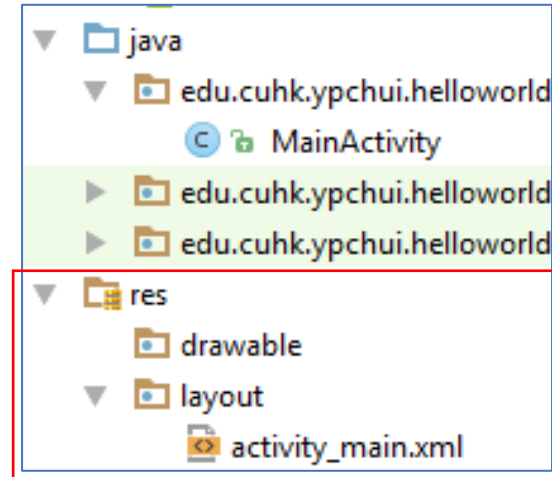 java
edu.cuhk.ypchui.helloworld
C MainActivity
edu.cuhk.ypchui.helloworld
edu.cuhk.ypchui.helloworld
res
drawable
layout
activity_main.xml